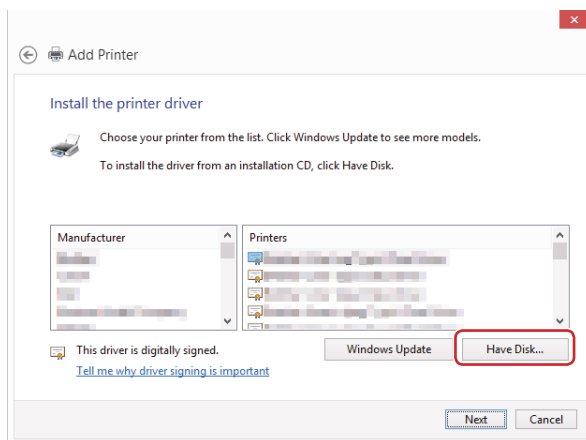 Add Printer
Install the printer driver
Choose your printer from the list. Click Windows Update to see more models.
To install the driver from an installation CD, click Have Disk.
Manufacturer
Printers
This driver is digitally signed.
Windows Update
Have Disk...
Tell me why driver signing is important
Next
Cancel